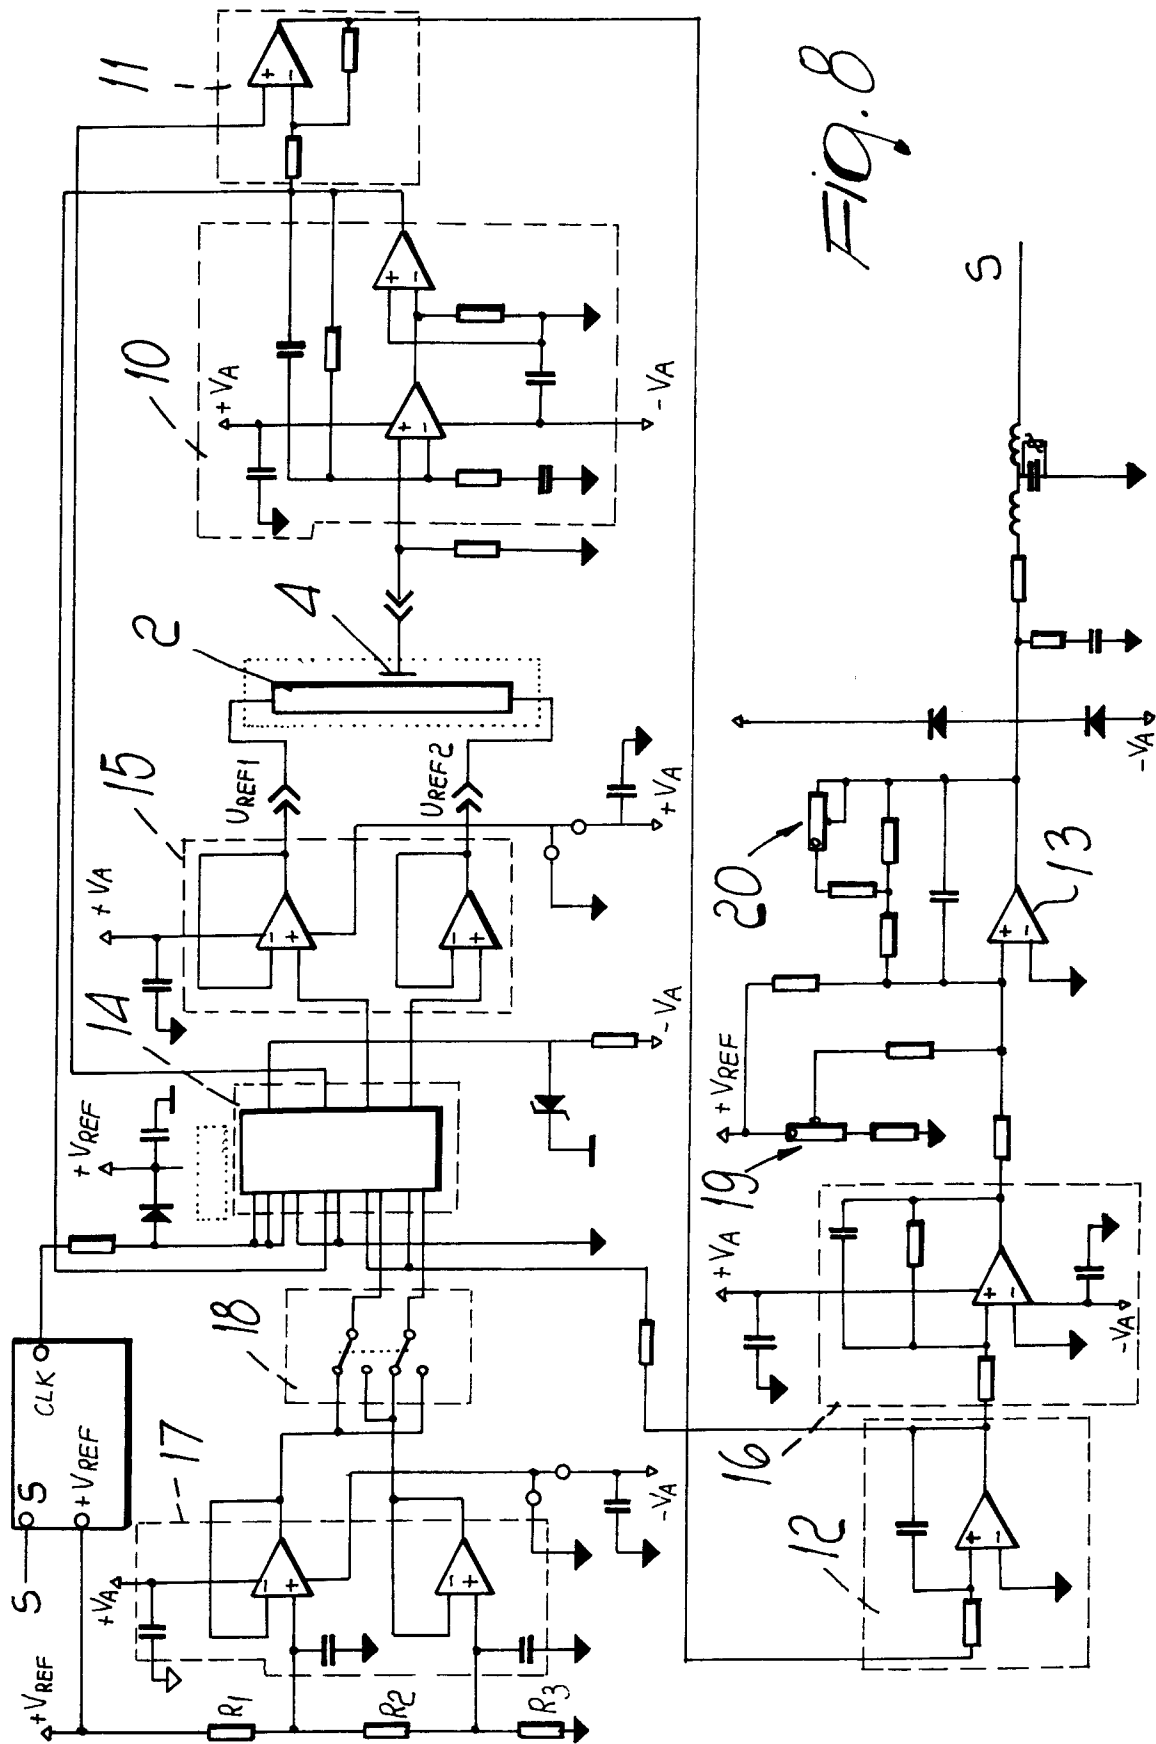 Fig. 8
11
10
+VA
-VA
4
2
15
UREF1
UREF2
+VA
+VA
14
+VREF
-VA
18
CLK
S
+VREF
17
S
+VA
-VA
+VREF
R1
R2
R3
S
-VA
20
13
+VREF
19
+VA
-VA
16
12